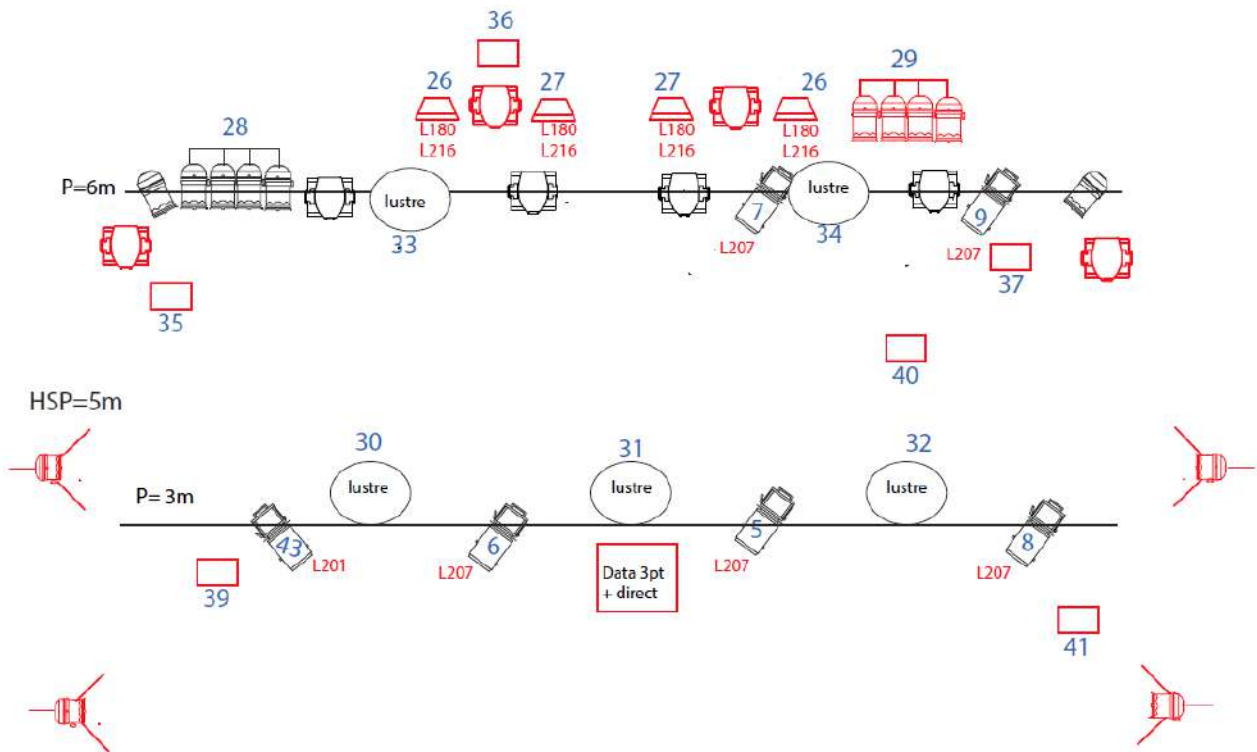 36
29
26
27
27
26
28
L180
L180
L180
L180
L216
L216
L216
L216
P=6m
lustre
7
lustre
9
33
L207
34
L207
37
35
40
HSP=5m
30
31
32
lustre
lustre
lustre
P= 3m
43
6
5
8
L201
L207
L207
L207
39
Data 3pt
+ direct
41